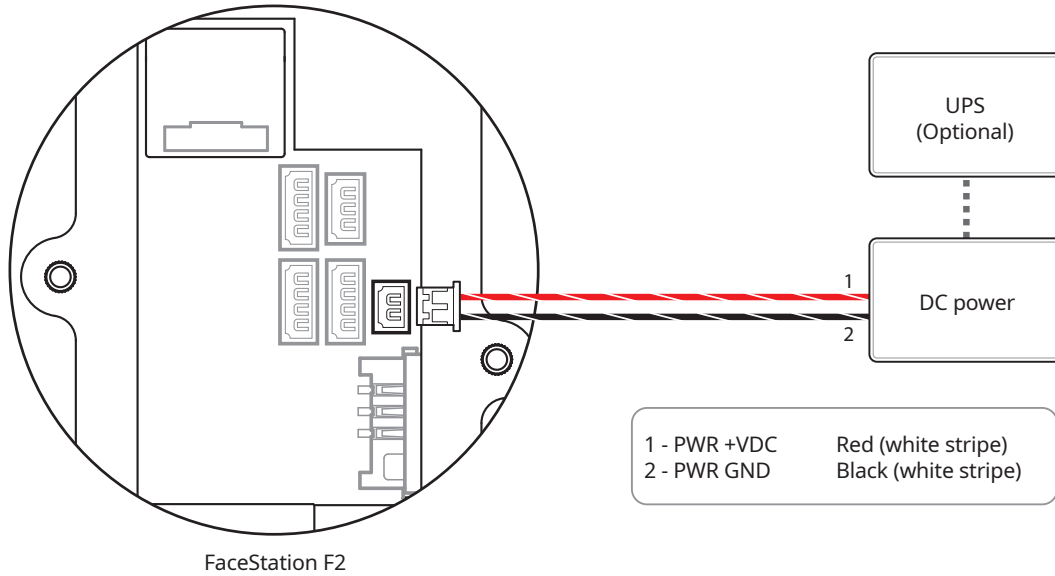 UPS
(Optional)
1
DC power
2
1 - PWR +VDC Red (white stripe)
2 - PWR GND Black (white stripe)
FaceStation F2